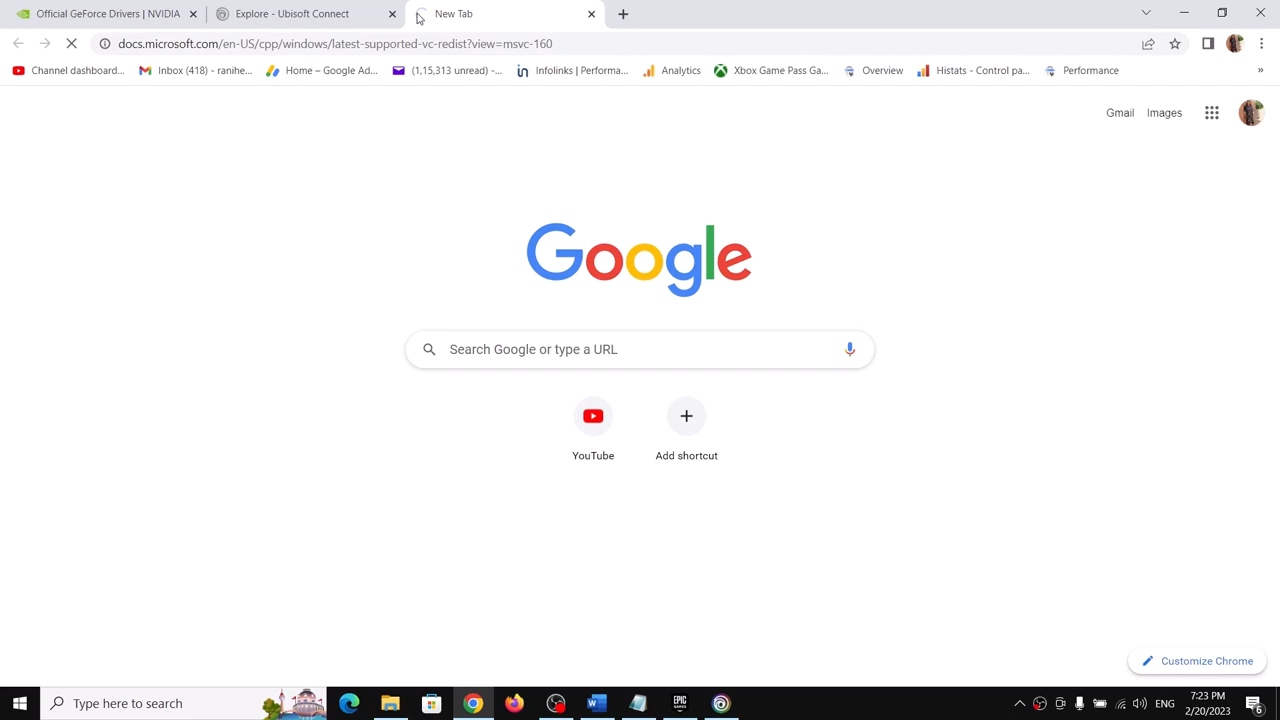 Official GeForce Drivers | NVIDIA
Explore - Ubisoft Connect
New Tab
docs.microsoft.com/en-US/cpp/windows/latest-supported-vc-redist?view=msvc-160
Channel dashboard...
Inbox (418) - ranihe...
Home – Google Ad...
(1,15,313 unread) -...
Infolinks | Performa...
Analytics
Xbox Game Pass Ga...
Overview
Histats - Control pa...
Performance
»
Gmail
Images
Google
Search Google or type a URL
YouTube
Add shortcut
Customize Chrome
Type here to search
EPIC GAMES
ENG
7:23 PM
2/20/2023
6